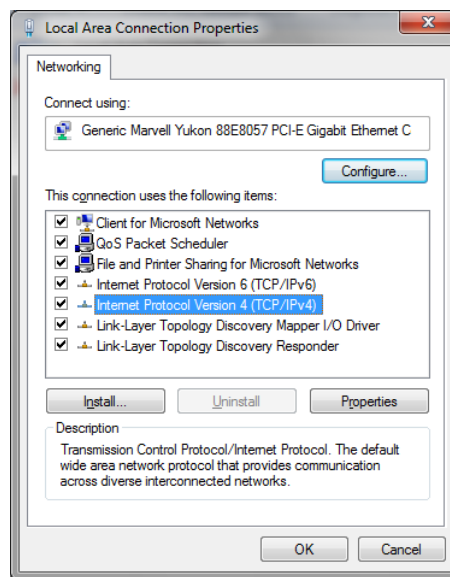 Local Area Connection Properties
Networking
Connect using:
Generic Marvell Yukon 88E8057 PCI-E Gigabit Ethernet C
Configure...
This connection uses the following items:
Client for Microsoft Networks
QoS Packet Scheduler
File and Printer Sharing for Microsoft Networks
Internet Protocol Version 6 (TCP/IPv6)
Internet Protocol Version 4 (TCP/IPv4)
Link-Layer Topology Discovery Mapper I/O Driver
Link-Layer Topology Discovery Responder
Install...
Uninstall
Properties
Description
Transmission Control Protocol/Internet Protocol. The default
wide area network protocol that provides communication
across diverse interconnected networks.
OK
Cancel